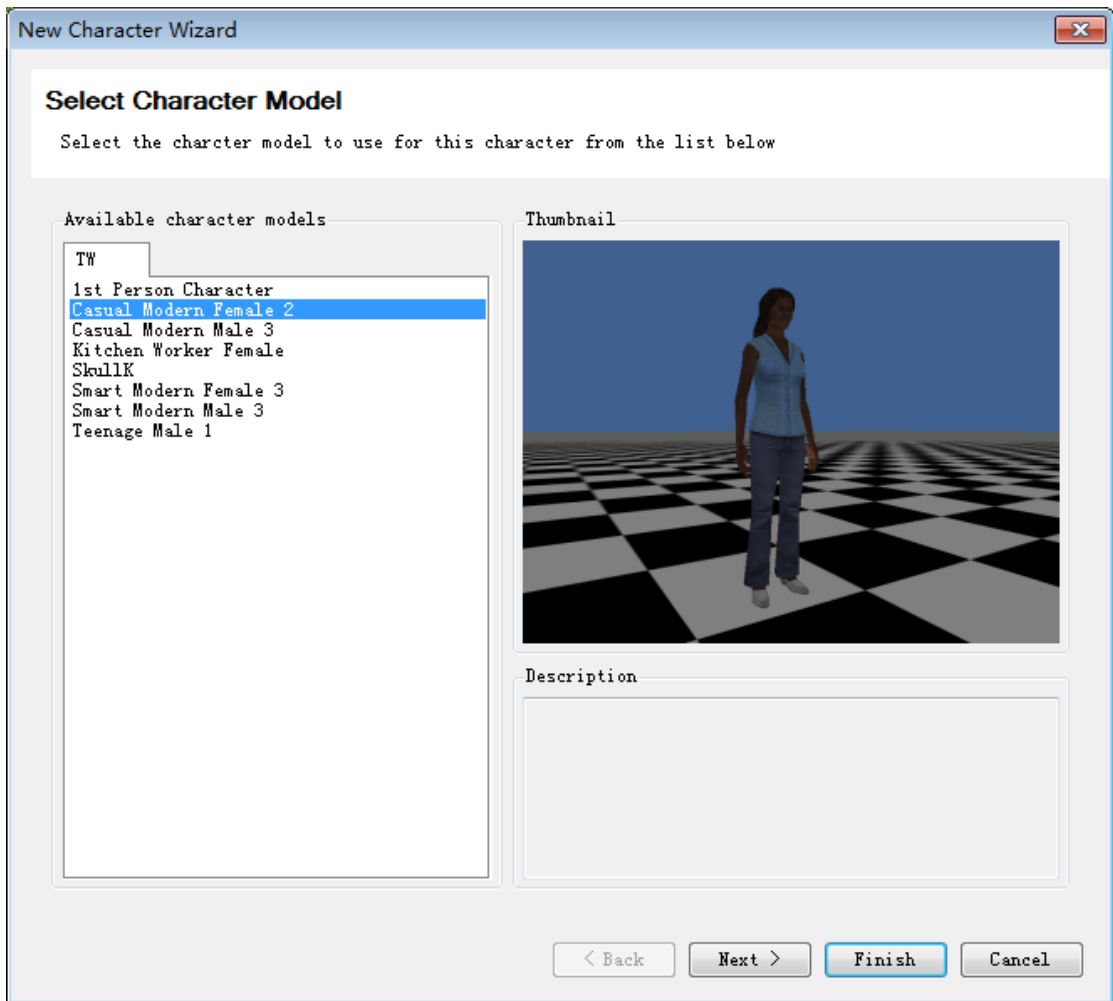 New Character Wizard
Select Character Model
Select the charcter model to use for this character from the list below
Available character models
TW
1st Person Character
Casual Modern Female 2
Casual Modern Male 3
Kitchen Worker Female
SkullK
Smart Modern Female 3
Smart Modern Male 3
Teenage Male 1
Thumbnail
Description
< Back
Next >
Finish
Cancel